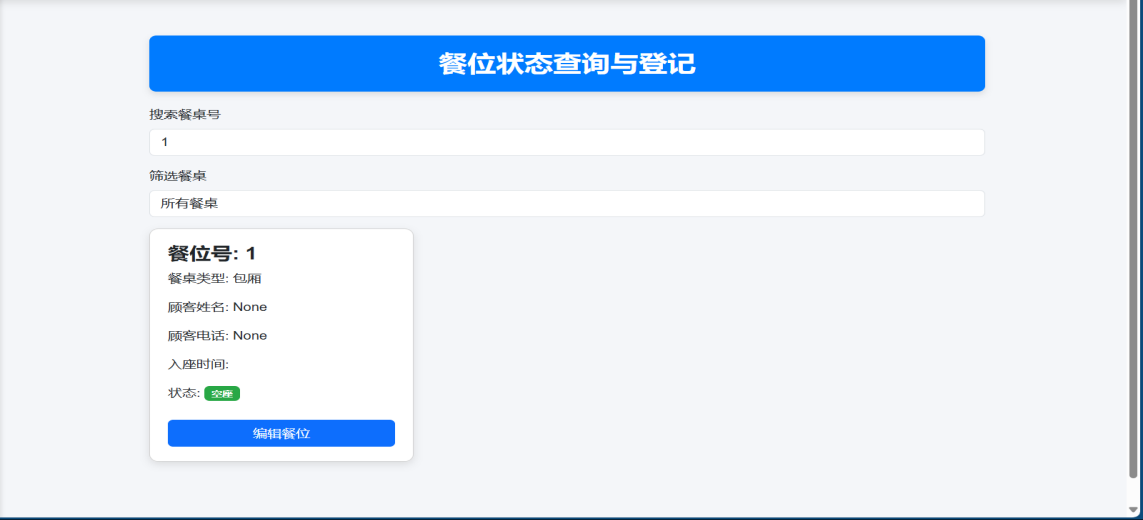 餐位状态查询与登记
搜索餐桌号
1
筛选餐桌
所有餐桌
餐位号: 1
餐桌类型: 包厢
顾客姓名: None
顾客电话: None
入座时间:
状态: 空座
编辑餐位